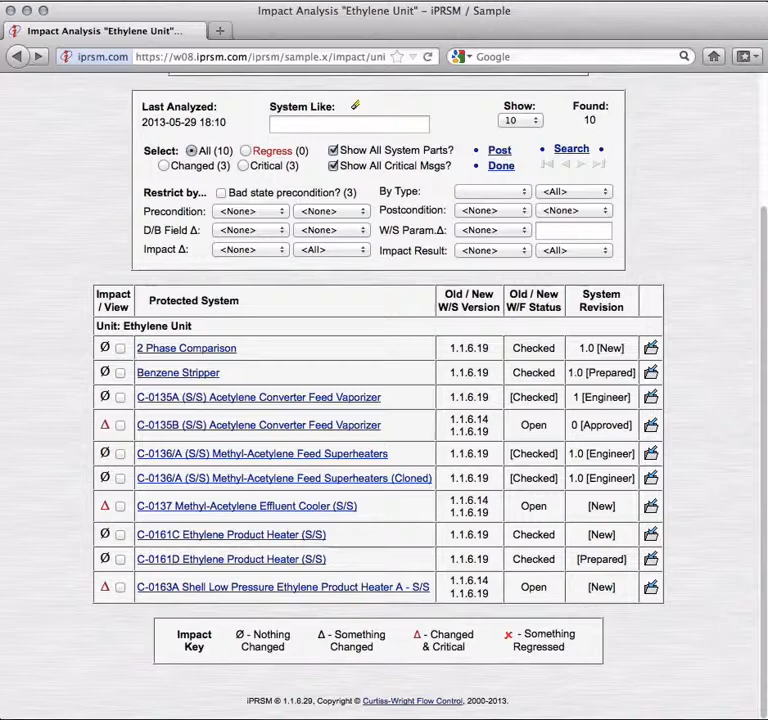 Impact Analysis "Ethylene Unit" – iPRSM / Sample
Impact Analysis "Ethylene Unit"...
iprsm.com https://w08.iprsm.com/iprsm/sample.x/impact/uni Google
Last Analyzed: System Like: Show: Found:
2013-05-29 18:10 10 10
Select: All (10) Regress (0) Show All System Parts? • Post • Search •
Changed (3) Critical (3) Show All Critical Msgs? • Done
Restrict by... Bad state precondition? (3) By Type: <All>
Precondition: <None> <None> Postcondition: <None> <None>
D/B Field Δ: <None> <None> W/S Param.Δ: <None>
Impact Δ: <None> <All> Impact Result: <None> <All>
Impact / View Protected System Old / New W/S Version Old / New W/F Status System Revision
Unit: Ethylene Unit
Ø 2 Phase Comparison 1.1.6.19 Checked 1.0 [New]
Ø Benzene Stripper 1.1.6.19 Checked 1.0 [Prepared]
Ø C-0135A (S/S) Acetylene Converter Feed Vaporizer 1.1.6.19 [Checked] 1 [Engineer]
Δ C-0135B (S/S) Acetylene Converter Feed Vaporizer 1.1.6.14 1.1.6.19 Open 0 [Approved]
Ø C-0136/A (S/S) Methyl-Acetylene Feed Superheaters 1.1.6.19 [Checked] 1.0 [Engineer]
Ø C-0136/A (S/S) Methyl-Acetylene Feed Superheaters (Cloned) 1.1.6.19 [Checked] 1.0 [Engineer]
Δ C-0137 Methyl-Acetylene Effluent Cooler (S/S) 1.1.6.14 1.1.6.19 Open [New]
Ø C-0161C Ethylene Product Heater (S/S) 1.1.6.19 Checked [New]
Ø C-0161D Ethylene Product Heater (S/S) 1.1.6.19 Checked [Prepared]
Δ C-0163A Shell Low Pressure Ethylene Product Heater A - S/S 1.1.6.14 1.1.6.19 Open [New]
Impact Key Ø - Nothing Changed Δ - Something Changed Δ - Changed & Critical x - Something Regressed
iPRSM ® 1.1.6.29, Copyright © Curtiss-Wright Flow Control, 2000-2013.